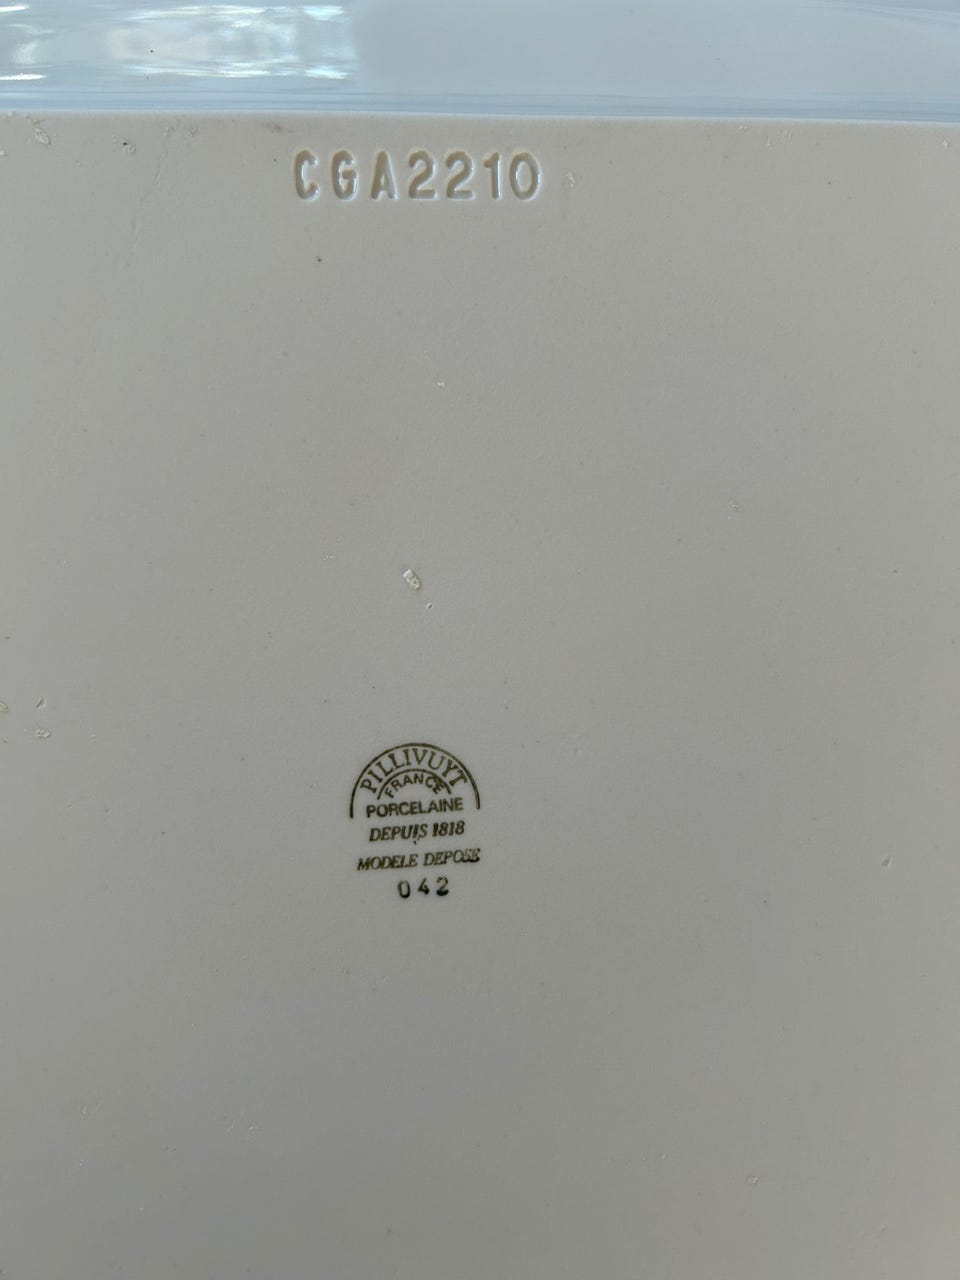 CGA2210
PILLIVUYT
FRANCE
PORCELAINE
DEPUIS 1818
MODELE DEPOSE
042